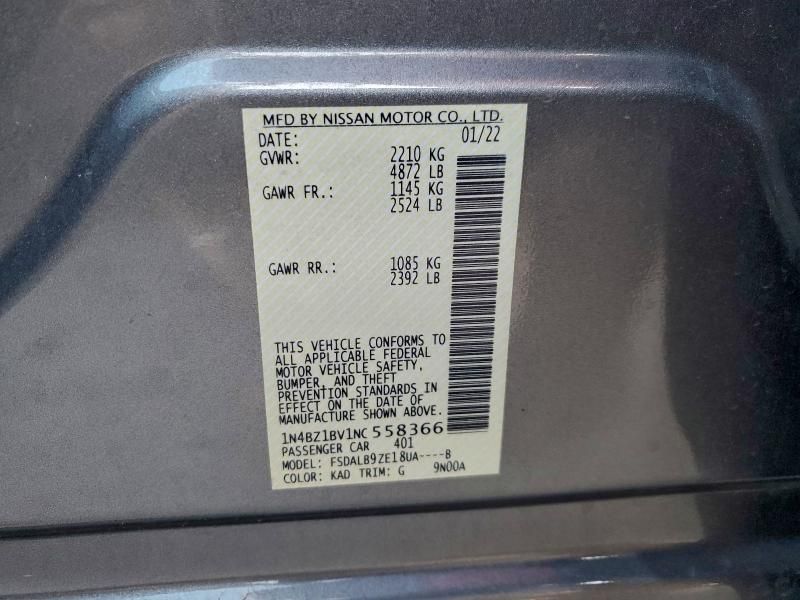 MFD BY NISSAN MOTOR CO., LTD.
DATE: 01/22
GVWR: 2210 KG
4872 LB
GAWR FR.: 1145 KG
2524 LB
GAWR RR.: 1085 KG
2392 LB
THIS VEHICLE CONFORMS TO
ALL APPLICABLE FEDERAL
MOTOR VEHICLE SAFETY,
BUMPER, AND THEFT
PREVENTION STANDARDS IN
EFFECT ON THE DATE OF
MANUFACTURE SHOWN ABOVE.
1N4BZ1BV1NC558366
PASSENGER CAR 401
MODEL: FSDALB9ZE18UA----B
COLOR: KAD TRIM: G 9N00A